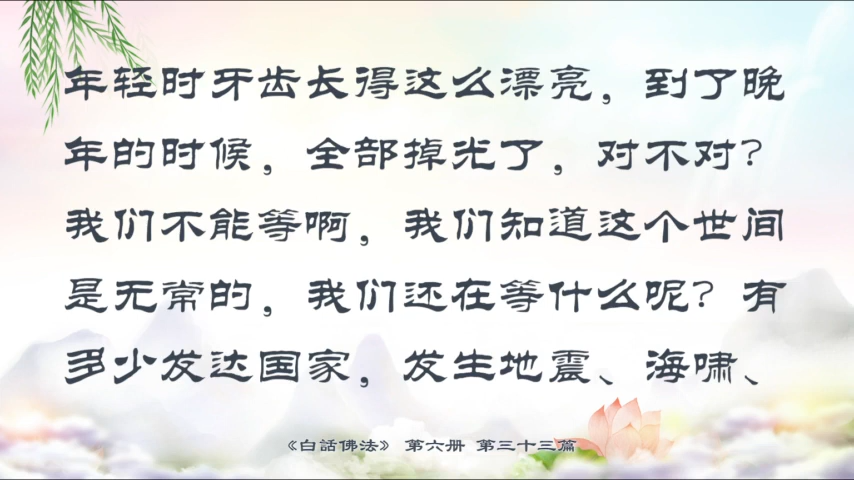 年轻时牙齿长得这么漂亮，到了晚
年的时候，全部掉光了，对不对？
我们不能等啊，我们知道这个世间
是无常的，我们还在等什么呢？有
多少发达国家，发生地震、海啸、
《白話佛法》 第六册 第三十三篇